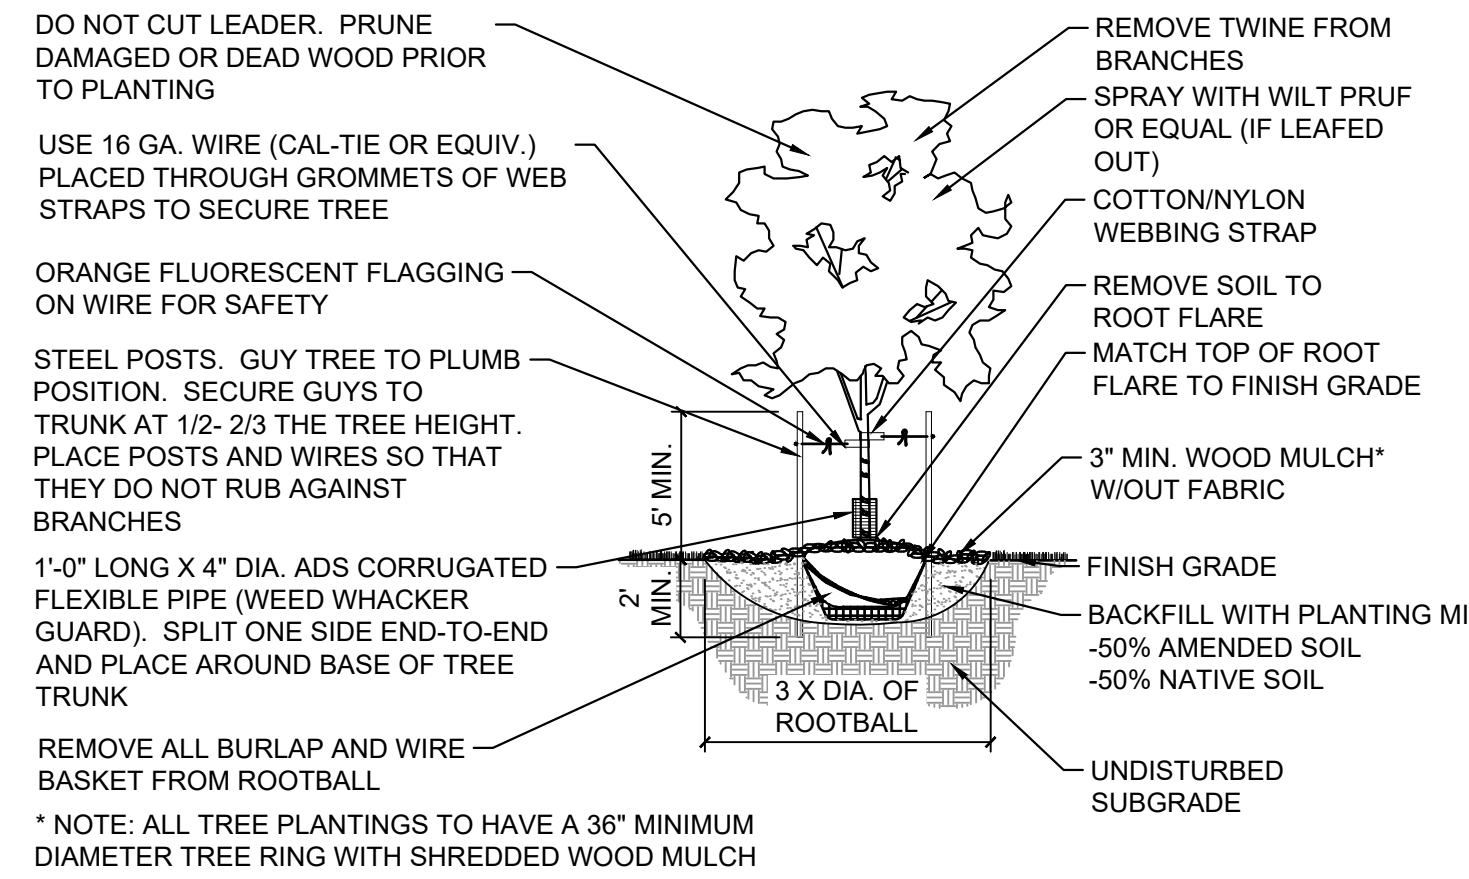 DO NOT CUT LEADER. PRUNE
DAMAGED OR DEAD WOOD PRIOR
TO PLANTING
USE 16 GA. WIRE (CAL-TIE OR EQUIV.)
PLACED THROUGH GROMMETS OF WEB
STRAPS TO SECURE TREE
ORANGE FLUORESCENT FLAGGING
ON WIRE FOR SAFETY
STEEL POSTS. GUY TREE TO PLUMB
POSITION. SECURE GUYS TO
TRUNK AT 1/2- 2/3 THE TREE HEIGHT.
PLACE POSTS AND WIRES SO THAT
THEY DO NOT RUB AGAINST
BRANCHES
1'-0" LONG X 4" DIA. ADS CORRUGATED
FLEXIBLE PIPE (WEED WHACKER
GUARD). SPLIT ONE SIDE END-TO-END
AND PLACE AROUND BASE OF TREE
TRUNK
REMOVE ALL BURLAP AND WIRE
BASKET FROM ROOTBALL
* NOTE: ALL TREE PLANTINGS TO HAVE A 36" MINIMUM
DIAMETER TREE RING WITH SHREDDED WOOD MULCH
5' MIN.
2'
MIN.
3 X DIA. OF
ROOTBALL
REMOVE TWINE FROM
BRANCHES
SPRAY WITH WILT PRUF
OR EQUAL (IF LEAFED
OUT)
COTTON/NYLON
WEBBING STRAP
REMOVE SOIL TO
ROOT FLARE
MATCH TOP OF ROOT
FLARE TO FINISH GRADE
3" MIN. WOOD MULCH*
W/OUT FABRIC
FINISH GRADE
BACKFILL WITH PLANTING MI
-50% AMENDED SOIL
-50% NATIVE SOIL
UNDISTURBED
SUBGRADE